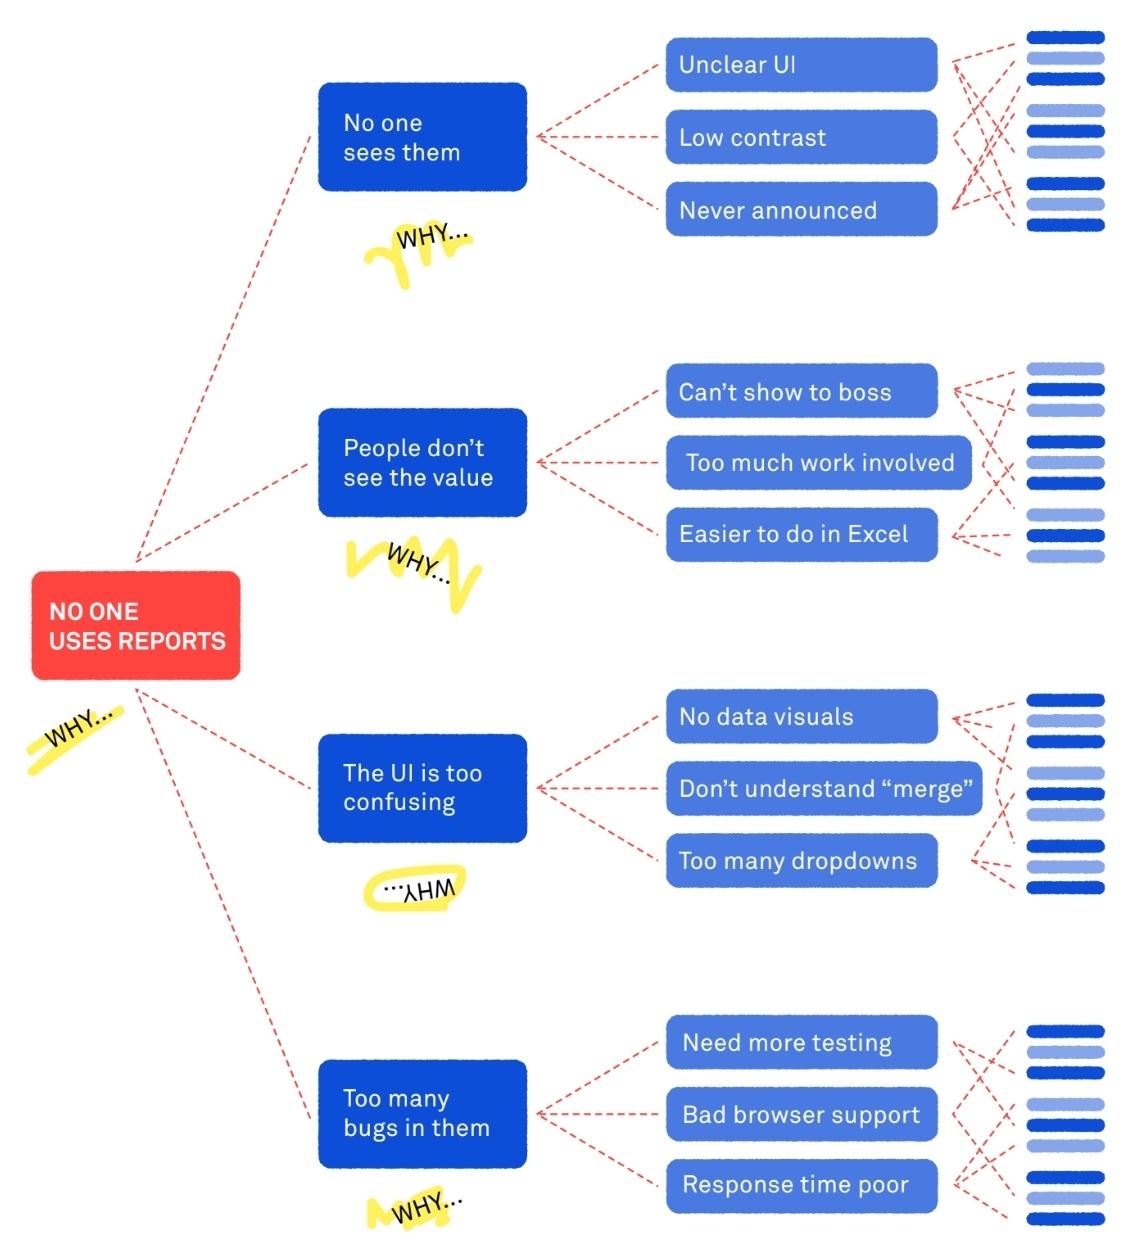 No one
sees them
WHY...
Unclear UI
Low contrast
Never announced
People don't
see the value
WHY...
Can't show to boss
Too much work involved
Easier to do in Excel
NO ONE
USES REPORTS
WHY...
The UI is too
confusing
WHY...
No data visuals
Don't understand “merge”
Too many dropdowns
Too many
bugs in them
WHY...
Need more testing
Bad browser support
Response time poor